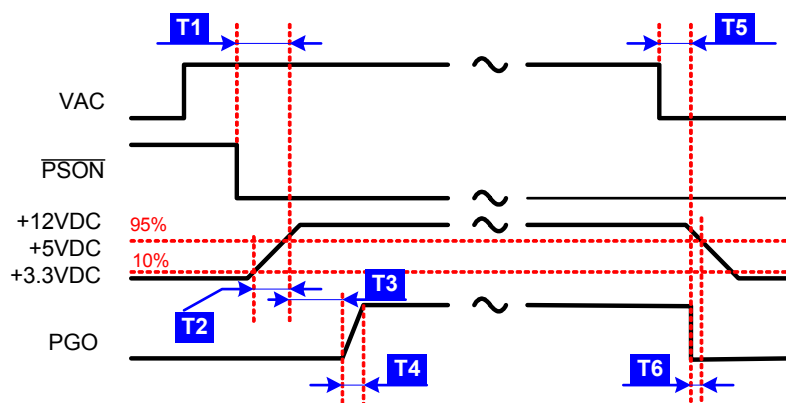 T1
T5
VAC
PSON
+12VDC
95%
+5VDC
10%
+3.3VDC
T3
T2
PGO
T4
T6